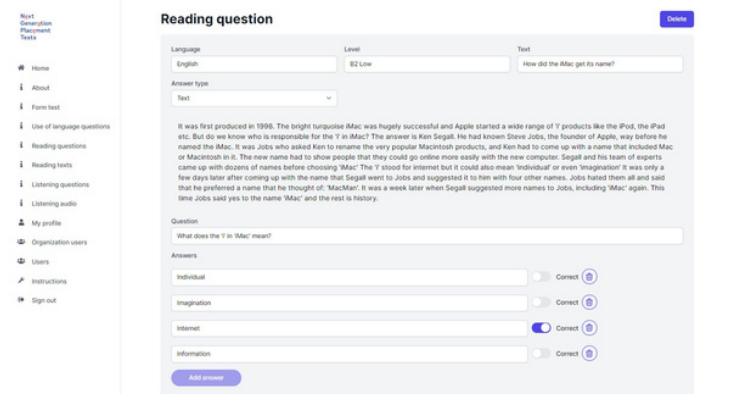 Next
Generation
Placement
Tests
Home
About
Form test
Use of language questions
Reading questions
Reading texts
Listening questions
Listening audio
My profile
Organization users
Users
Instructions
Sign out
Reading question
Delete
Language
Level
Text
English
B2 Low
How did the iMac get its name?
Answer type
Text
It was first produced in 1998. The bright turquoise iMac was hugely successful and Apple started a wide range of 'i' products like the iPod, the iPad
etc. But do we know who is responsible for the 'i' in iMac? The answer is Ken Segall. He had known Steve Jobs, the founder of Apple, way before he
named the iMac. It was Jobs who asked Ken to rename the very popular Macintosh products, and Ken had to come up with a name that included Mac
or Macintosh in it. The new name had to show people that they could go online more easily with the new computer. Segall and his team of experts
came up with dozens of names before choosing 'iMac' The 'i' stood for internet but it could also mean 'individual' or even 'imagination' It was only a
few days later after coming up with the name that Segall went to Jobs and suggested it to him with four other names. Jobs hated them all and said
that he preferred a name that he thought of: 'MacMan'. It was a week later when Segall suggested more names to Jobs, including 'iMac' again. This
time Jobs said yes to the name 'iMac' and the rest is history.
Question
What does the 'i' in 'iMac' mean?
Answers
Individual
Correct
Imagination
Correct
Internet
Correct
Information
Correct
Add answer